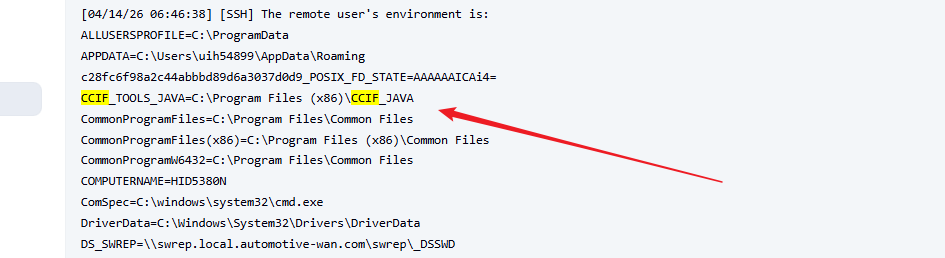 [04/14/26 06:46:38] [SSH] The remote user's environment is:
ALLUSERSPROFILE=C:\ProgramData
APPDATA=C:\Users\uih54899\AppData\Roaming
c28fc6f98a2c44abbbd89d6a3037d0d9_POSIX_FD_STATE=AAAAAAICAi4=
CCIF_TOOLS_JAVA=C:\Program Files (x86)\CCIF_JAVA
CommonProgramFiles=C:\Program Files\Common Files
CommonProgramFiles(x86)=C:\Program Files (x86)\Common Files
CommonProgramW6432=C:\Program Files\Common Files
COMPUTERNAME=HID5380N
ComSpec=C:\windows\system32\cmd.exe
DriverData=C:\Windows\System32\Drivers\DriverData
DS_SWREP=\\swrep.local.automotive-wan.com\swrep\_DSSWD